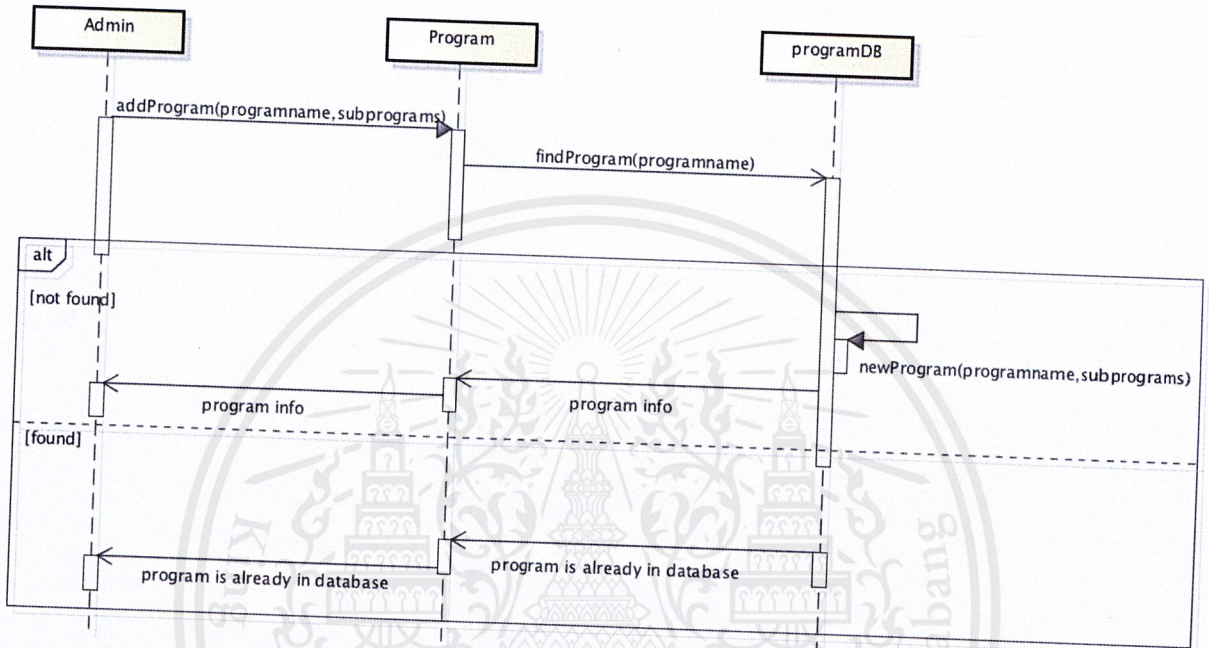 Admin
Program
programDB
addProgram(programname,subprograms)
findProgram(programname)
alt
[not found]
newProgram(programname,subprograms)
program info
program info
[found]
program is already in database
program is already in database